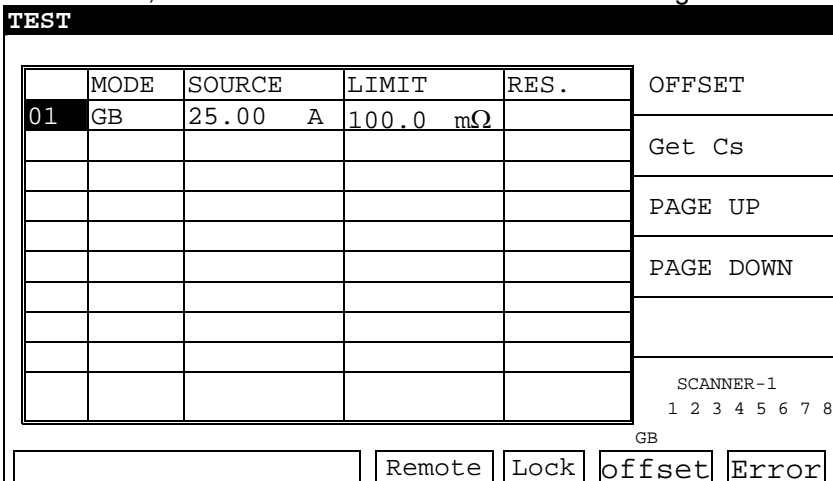 TEST
MODE SOURCE LIMIT RES.
01 GB 25.00 A 100.0 mΩ
OFFSET
Get Cs
PAGE UP
PAGE DOWN
SCANNER-1
1 2 3 4 5 6 7 8
GB
Remote Lock offset Error